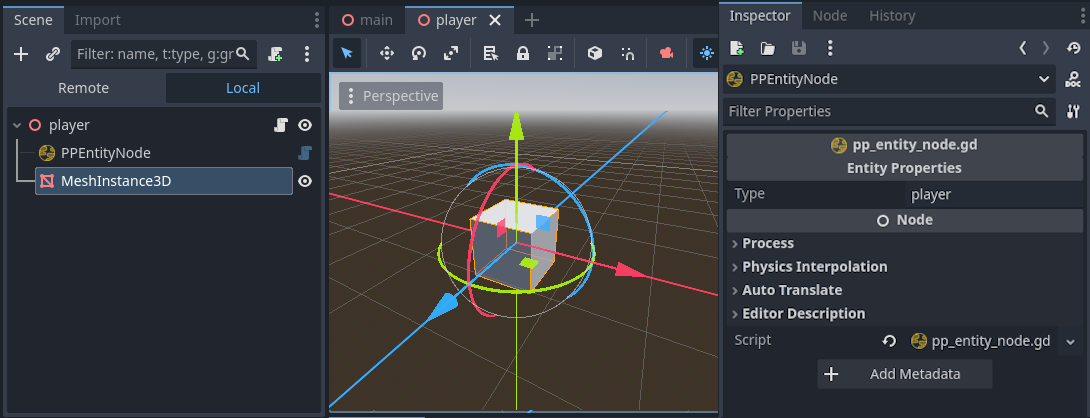 Scene
Import
Filter: name, t:type, g:gr
Remote
Local
player
PPEntityNode
MeshInstance3D
main
player
Perspective
Inspector
Node
History
PPEntityNode
DOC
Filter Properties
pp_entity_node.gd
Entity Properties
Type player
Node
Process
Physics Interpolation
Auto Translate
Editor Description
Script pp_entity_node.gd
Add Metadata